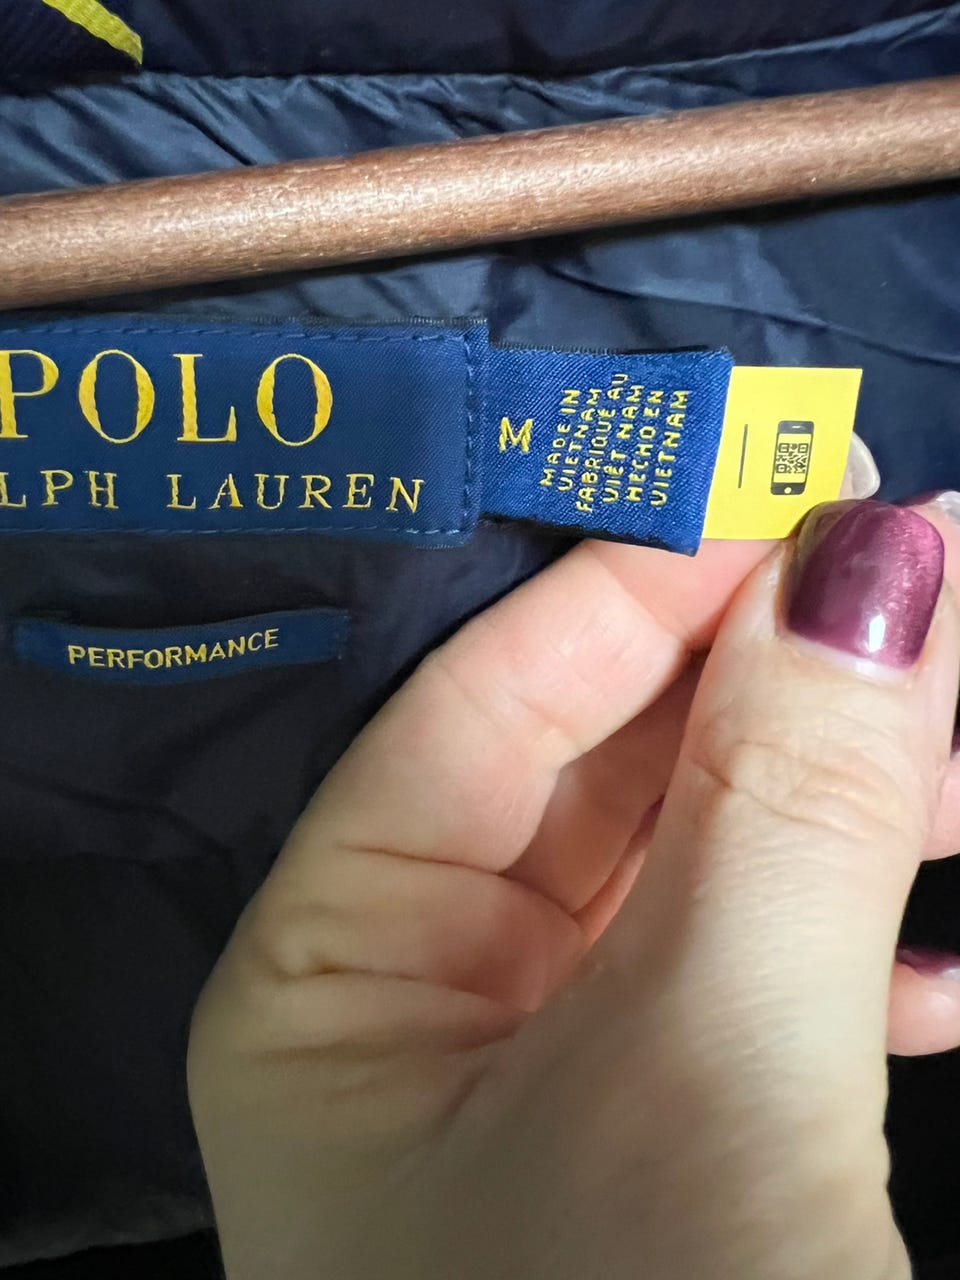 POLO
LPH LAUREN
M
MADE IN
VIETNAM
FABRIQUÉ AU
VIÊT NAM
HECHO EN
VIETNAM
PERFORMANCE